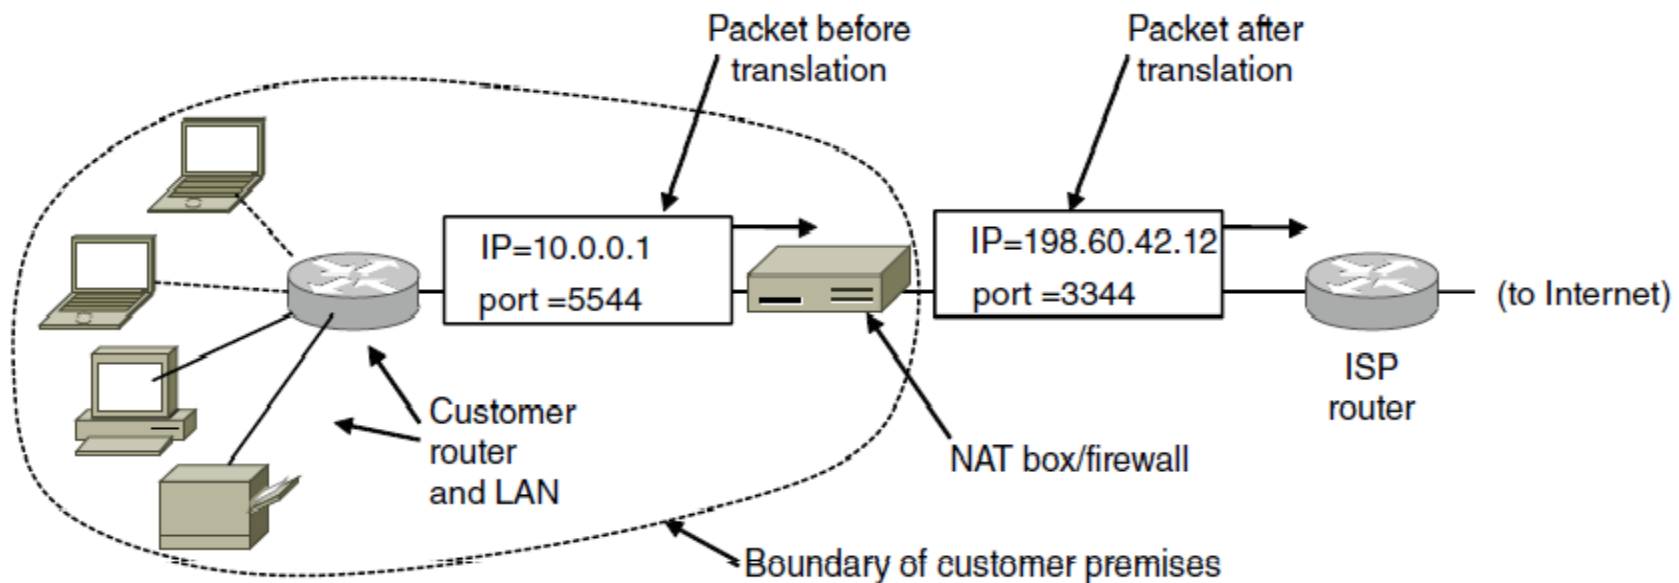 Packet before
translation
Packet after
translation
IP=10.0.0.1
port =5544
IP=198.60.42.12
port =3344
(to Internet)
ISP
router
Customer
router
and LAN
NAT box/firewall
Boundary of customer premises